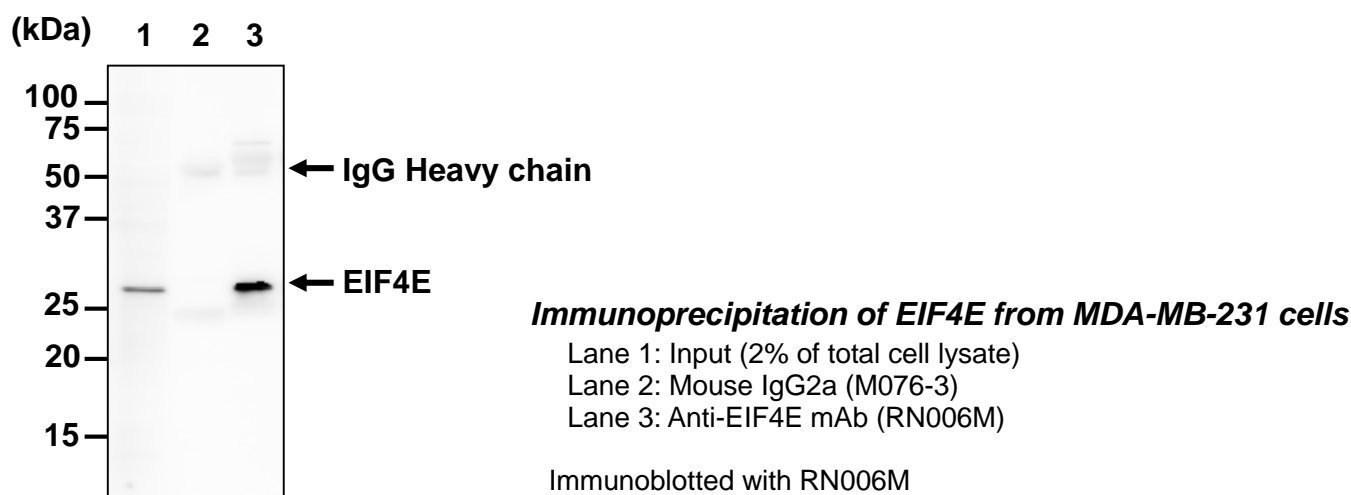 (kDa) 1 2 3
100
75
50
37
25
20
15
IgG Heavy chain
EIF4E
Immunoprecipitation of EIF4E from MDA-MB-231 cells
Lane 1: Input (2% of total cell lysate)
Lane 2: Mouse IgG2a (M076-3)
Lane 3: Anti-EIF4E mAb (RN006M)
Immunoblotted with RN006M